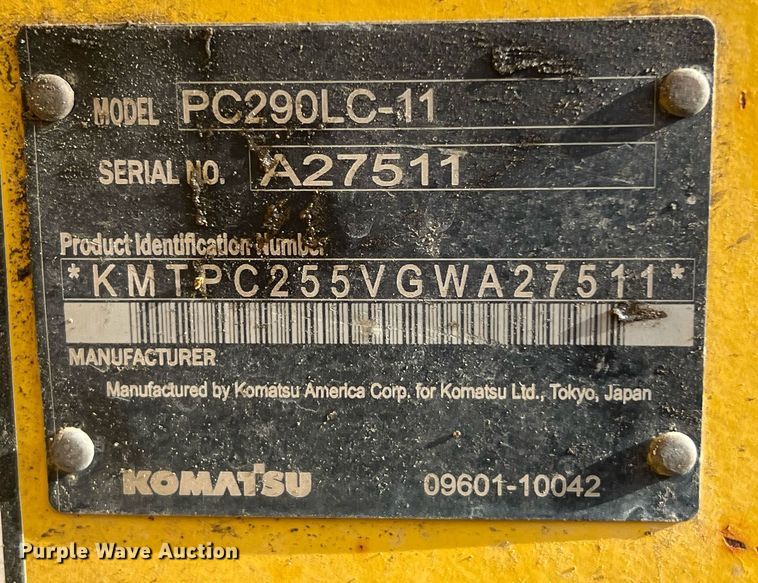 MODEL PC290LC-11
SERIAL NO. A27511
Product Identification Number
*KMTPC255VGWA27511*
MANUFACTURER
Manufactured by Komatsu America Corp. for Komatsu Ltd., Tokyo, Japan
KOMATSU 09601-10042
Purple Wave Auction